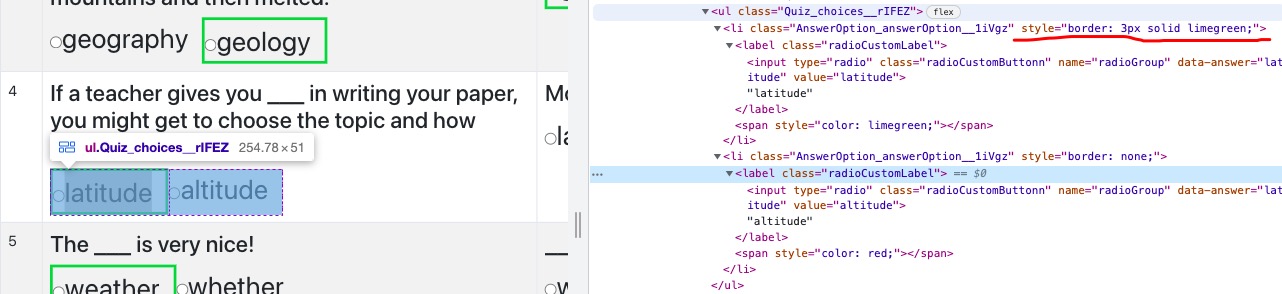 mountains and then melted.
geography geology
4
If a teacher gives you ____ in writing your paper,
you might get to choose the topic and how
ul.Quiz_choices__rIFEZ 254.78×51
latitude altitude
5
The ____ is very nice!
weather whether
▼<ul class="Quiz_choices__rIFEZ"> flex
▼<li class="AnswerOption_answerOption__1iVgz" style="border: 3px solid limegreen;">
▼<label class="radioCustomLabel">
<input type="radio" class="radioCustomButtonn" name="radioGroup" data-answer="lat
itude" value="latitude">
"latitude"
</label>
<span style="color: limegreen;"></span>
</li>
▼<li class="AnswerOption_answerOption__1iVgz" style="border: none;">
▼<label class="radioCustomLabel"> == $0
<input type="radio" class="radioCustomButtonn" name="radioGroup" data-answer="lat
itude" value="altitude">
"altitude"
</label>
<span style="color: red;"></span>
</li>
</ul>